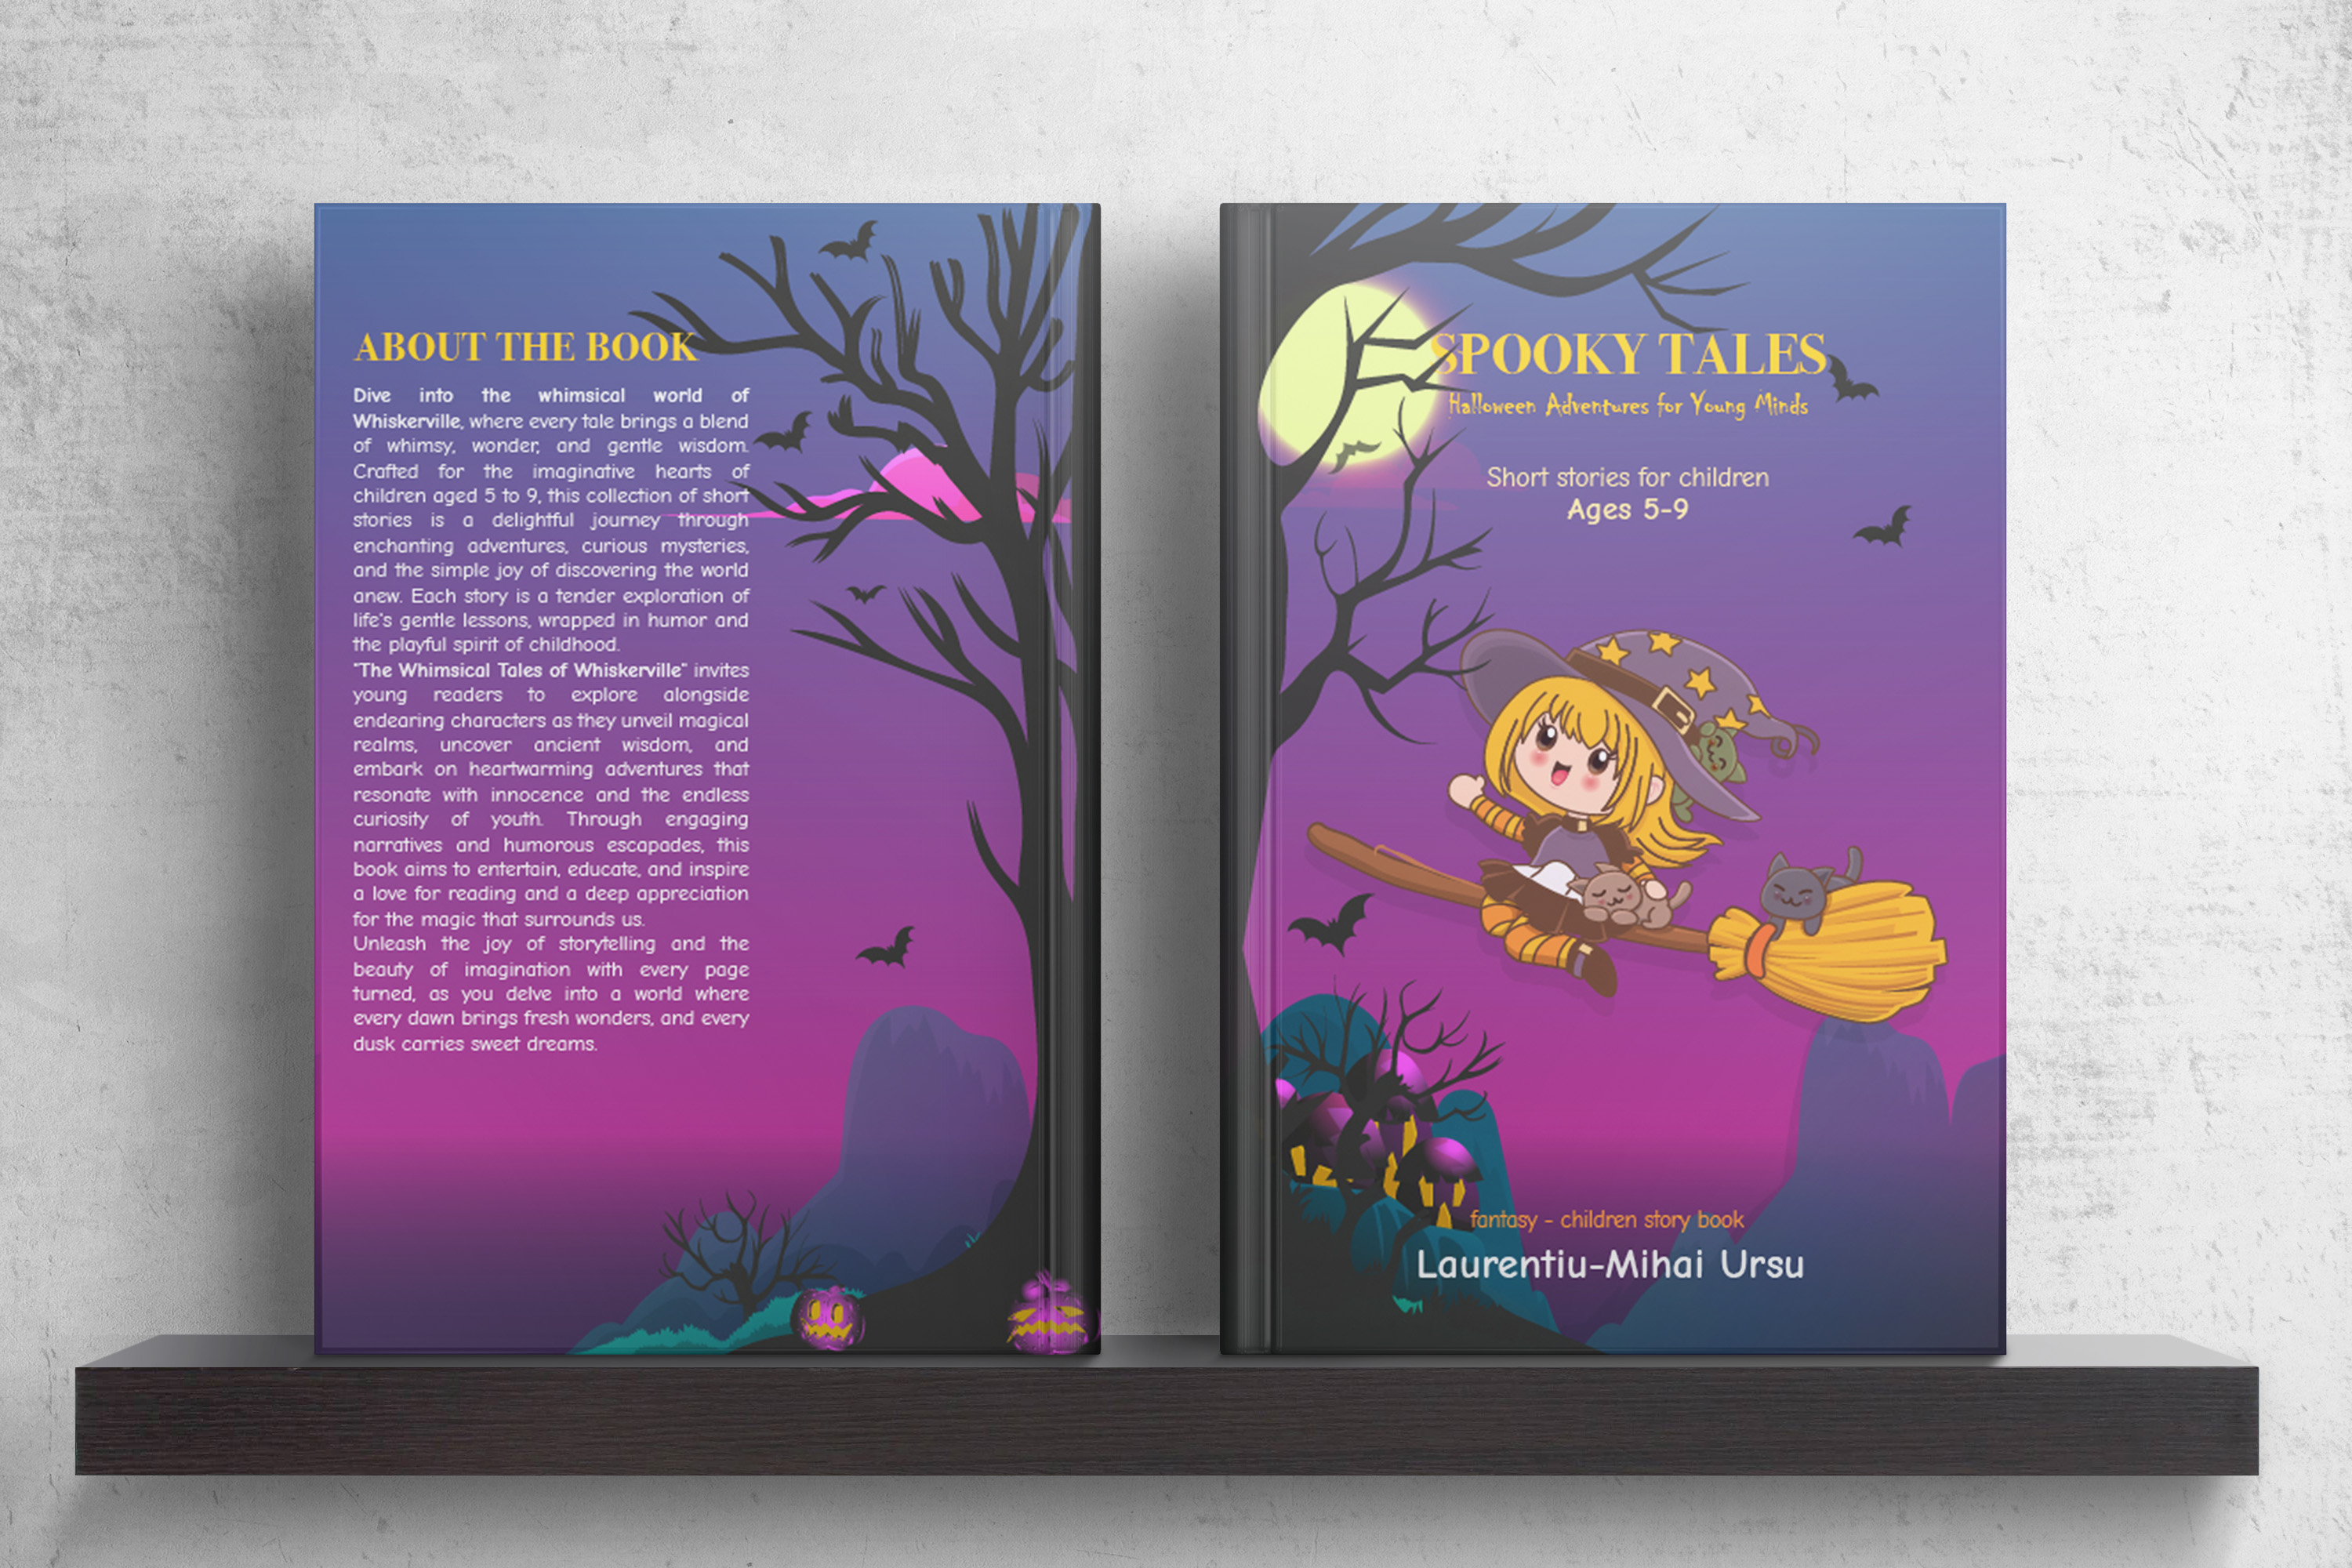 ABOUT THE BOOK
Dive into the whimsical world of
Whiskerville, where every tale brings a blend
of whimsy, wonder, and gentle wisdom.
Crafted for the imaginative hearts of
children aged 5 to 9, this collection of short
stories is a delightful journey through
enchanting adventures, curious mysteries,
and the simple joy of discovering the world
anew. Each story is a tender exploration of
life's gentle lessons, wrapped in humor and
the playful spirit of childhood.
"The Whimsical Tales of Whiskerville" invites
young readers to explore alongside
endearing characters as they unveil magical
realms, uncover ancient wisdom, and
embark on heartwarming adventures that
resonate with innocence and the endless
curiosity of youth. Through engaging
narratives and humorous escapades, this
book aims to entertain, educate, and inspire
a love for reading and a deep appreciation
for the magic that surrounds us.
Unleash the joy of storytelling and the
beauty of imagination with every page
turned, as you delve into a world where
every dawn brings fresh wonders, and every
dusk carries sweet dreams.
SPOOKY TALES
Halloween Adventures for Young Minds
Short stories for children
Ages 5-9
fantasy - children story book
Laurentiu-Mihai Ursu